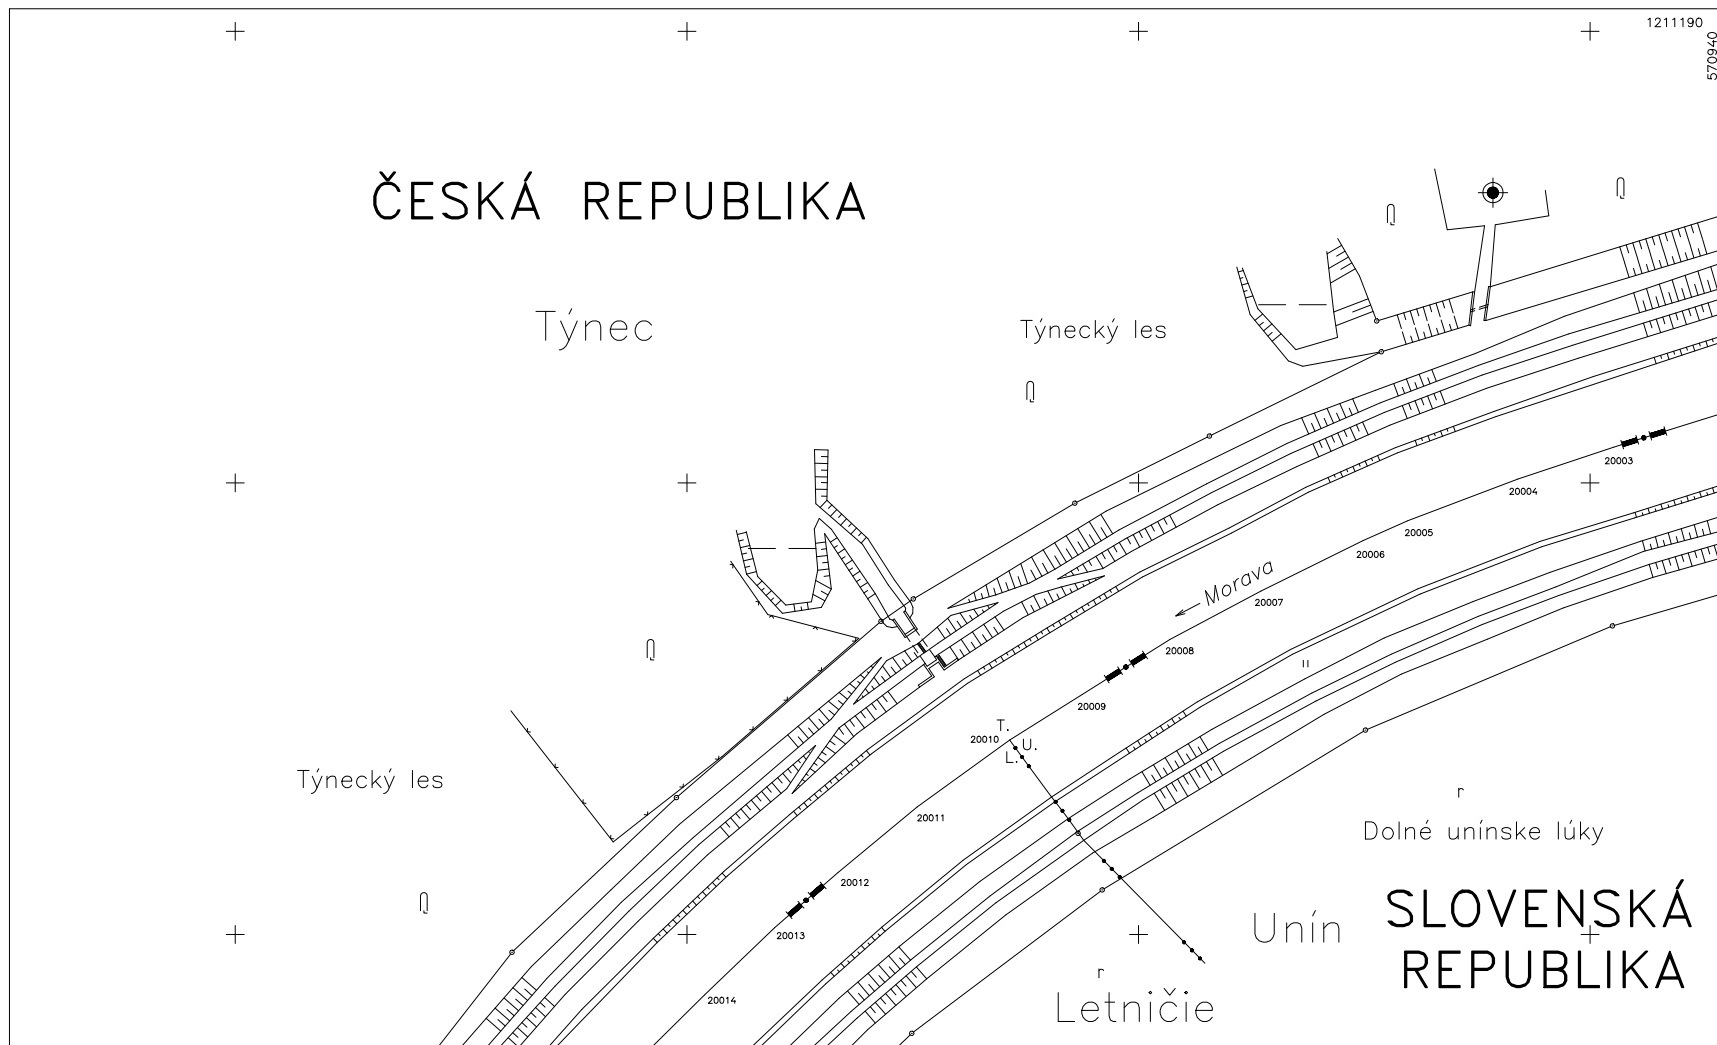 1211190
570940
ČESKÁ REPUBLIKA
Týnec
Týnecký les
20003
20004
20005
20006
Morava
20007
20008
20009
T.
20010
U.
L.
Týnecký les
r
20011
Dolné unínske lúky
20012
SLOVENSKÁ
REPUBLIKA
Unín
20013
r
20014
Letničie